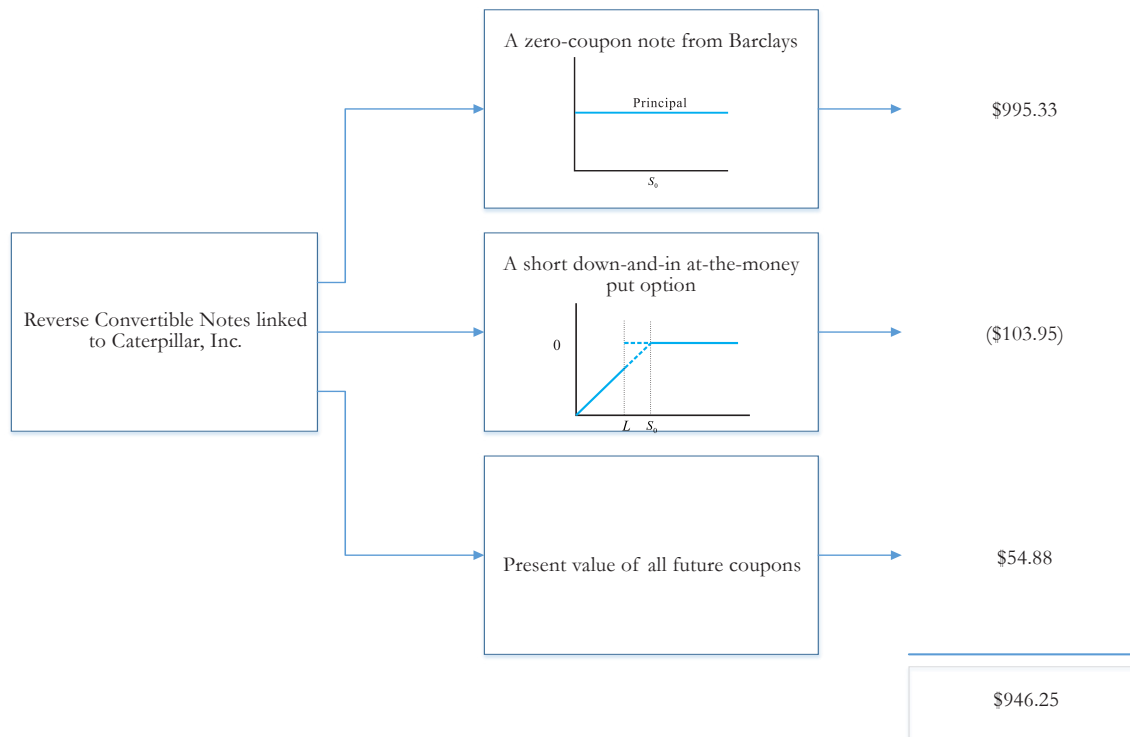 A zero-coupon note from Barclays
Principal
S₀
$995.33
Reverse Convertible Notes linked
to Caterpillar, Inc.
A short down-and-in at-the-money
put option
0
L S₀
($103.95)
Present value of all future coupons
$54.88
$946.25